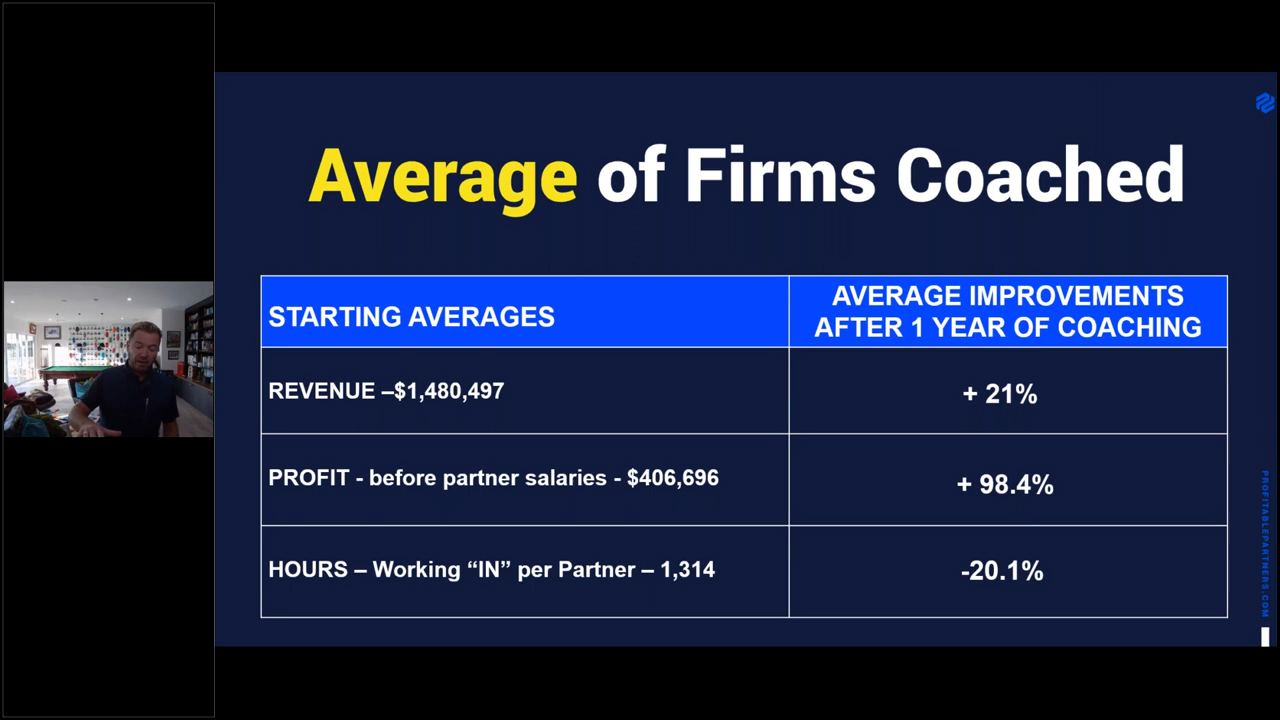 Average of Firms Coached
STARTING AVERAGES
AVERAGE IMPROVEMENTS
AFTER 1 YEAR OF COACHING
REVENUE –$1,480,497
+ 21%
PROFIT - before partner salaries - $406,696
+ 98.4%
HOURS – Working “IN” per Partner – 1,314
-20.1%
PROFITABLEPARTNERS.COM